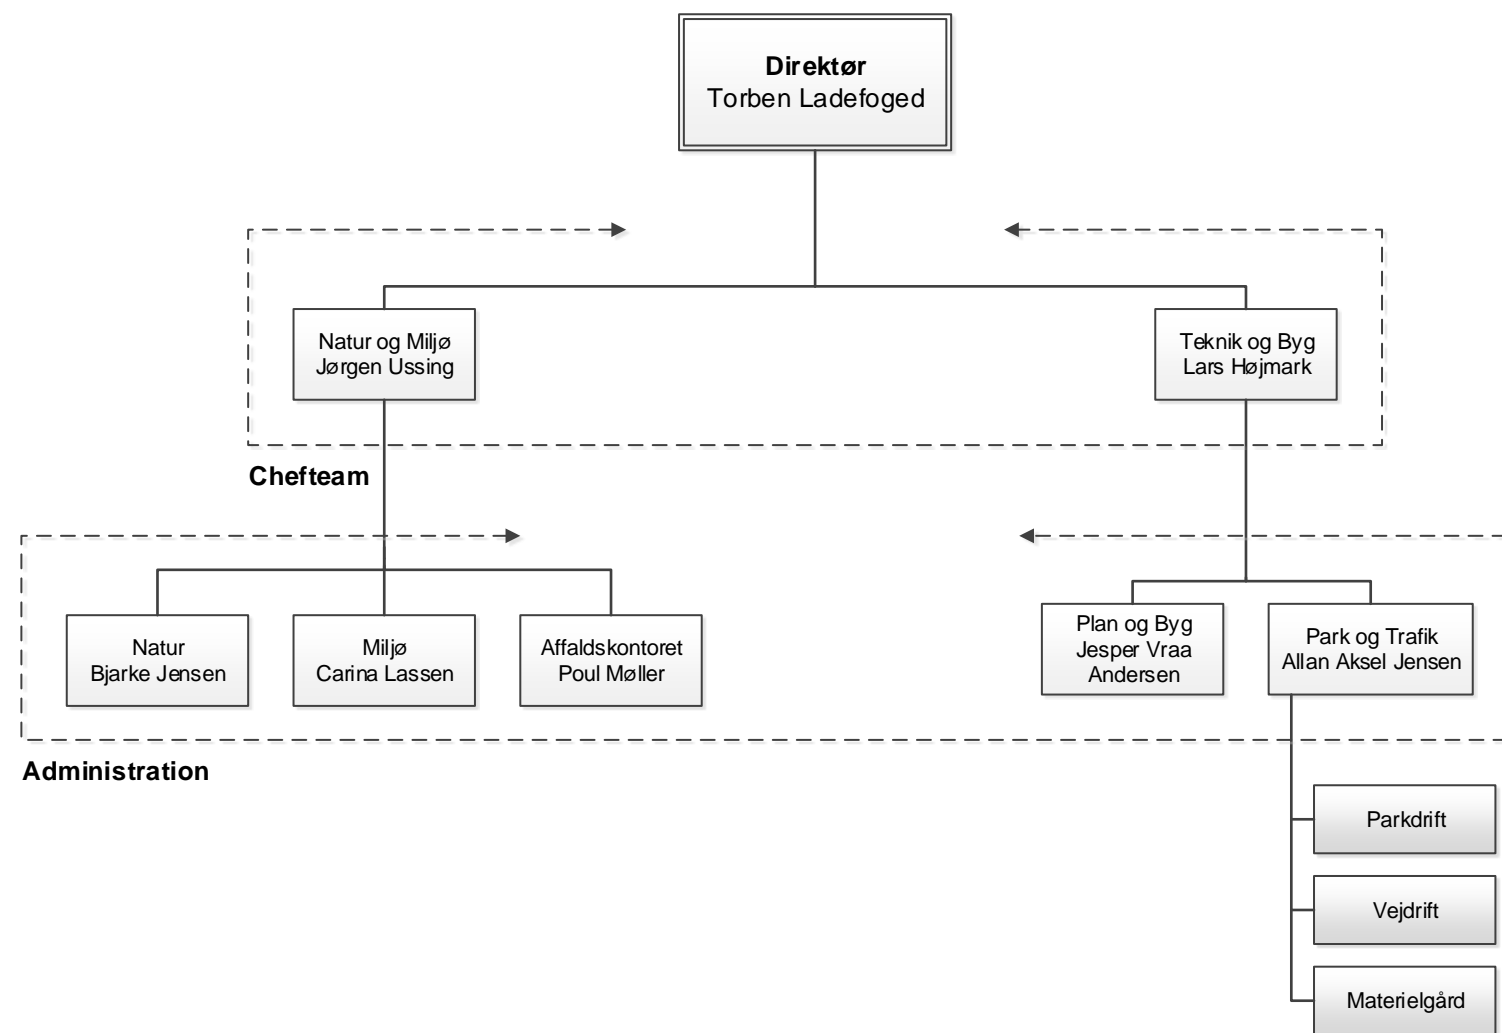 Direktør
Torben Ladefoged
Natur og Miljø
Jørgen Ussing
Teknik og Byg
Lars Højmark
Chefteam
Natur
Bjarke Jensen
Miljø
Carina Lassen
Affaldskontoret
Poul Møller
Plan og Byg
Jesper Vraa
Andersen
Park og Trafik
Allan Aksel Jensen
Administration
Parkdrift
Vejdrift
Materielgård